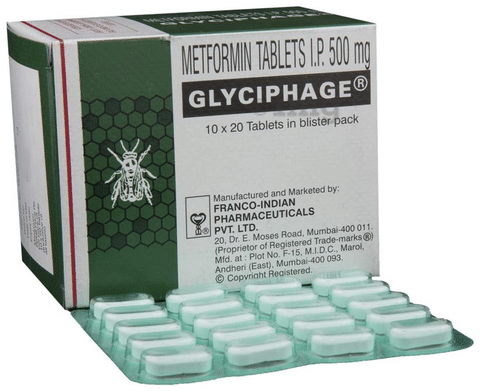 METFORMIN TABLETS I.P. 500 mg
GLYCIPHAGE®
10 x 20 Tablets in blister pack
Manufactured and Marketed by:
FRANCO-INDIAN
PHARMACEUTICALS
PVT. LTD.
20, Dr. E. Moses Road, Mumbai-400 011.
(Proprietor of Registered Trade-marks ®)
Mfd. at : Plot No. F-15, M.I.D.C., Marol,
Andheri (East), Mumbai-400 093.
© Copyright Registered.